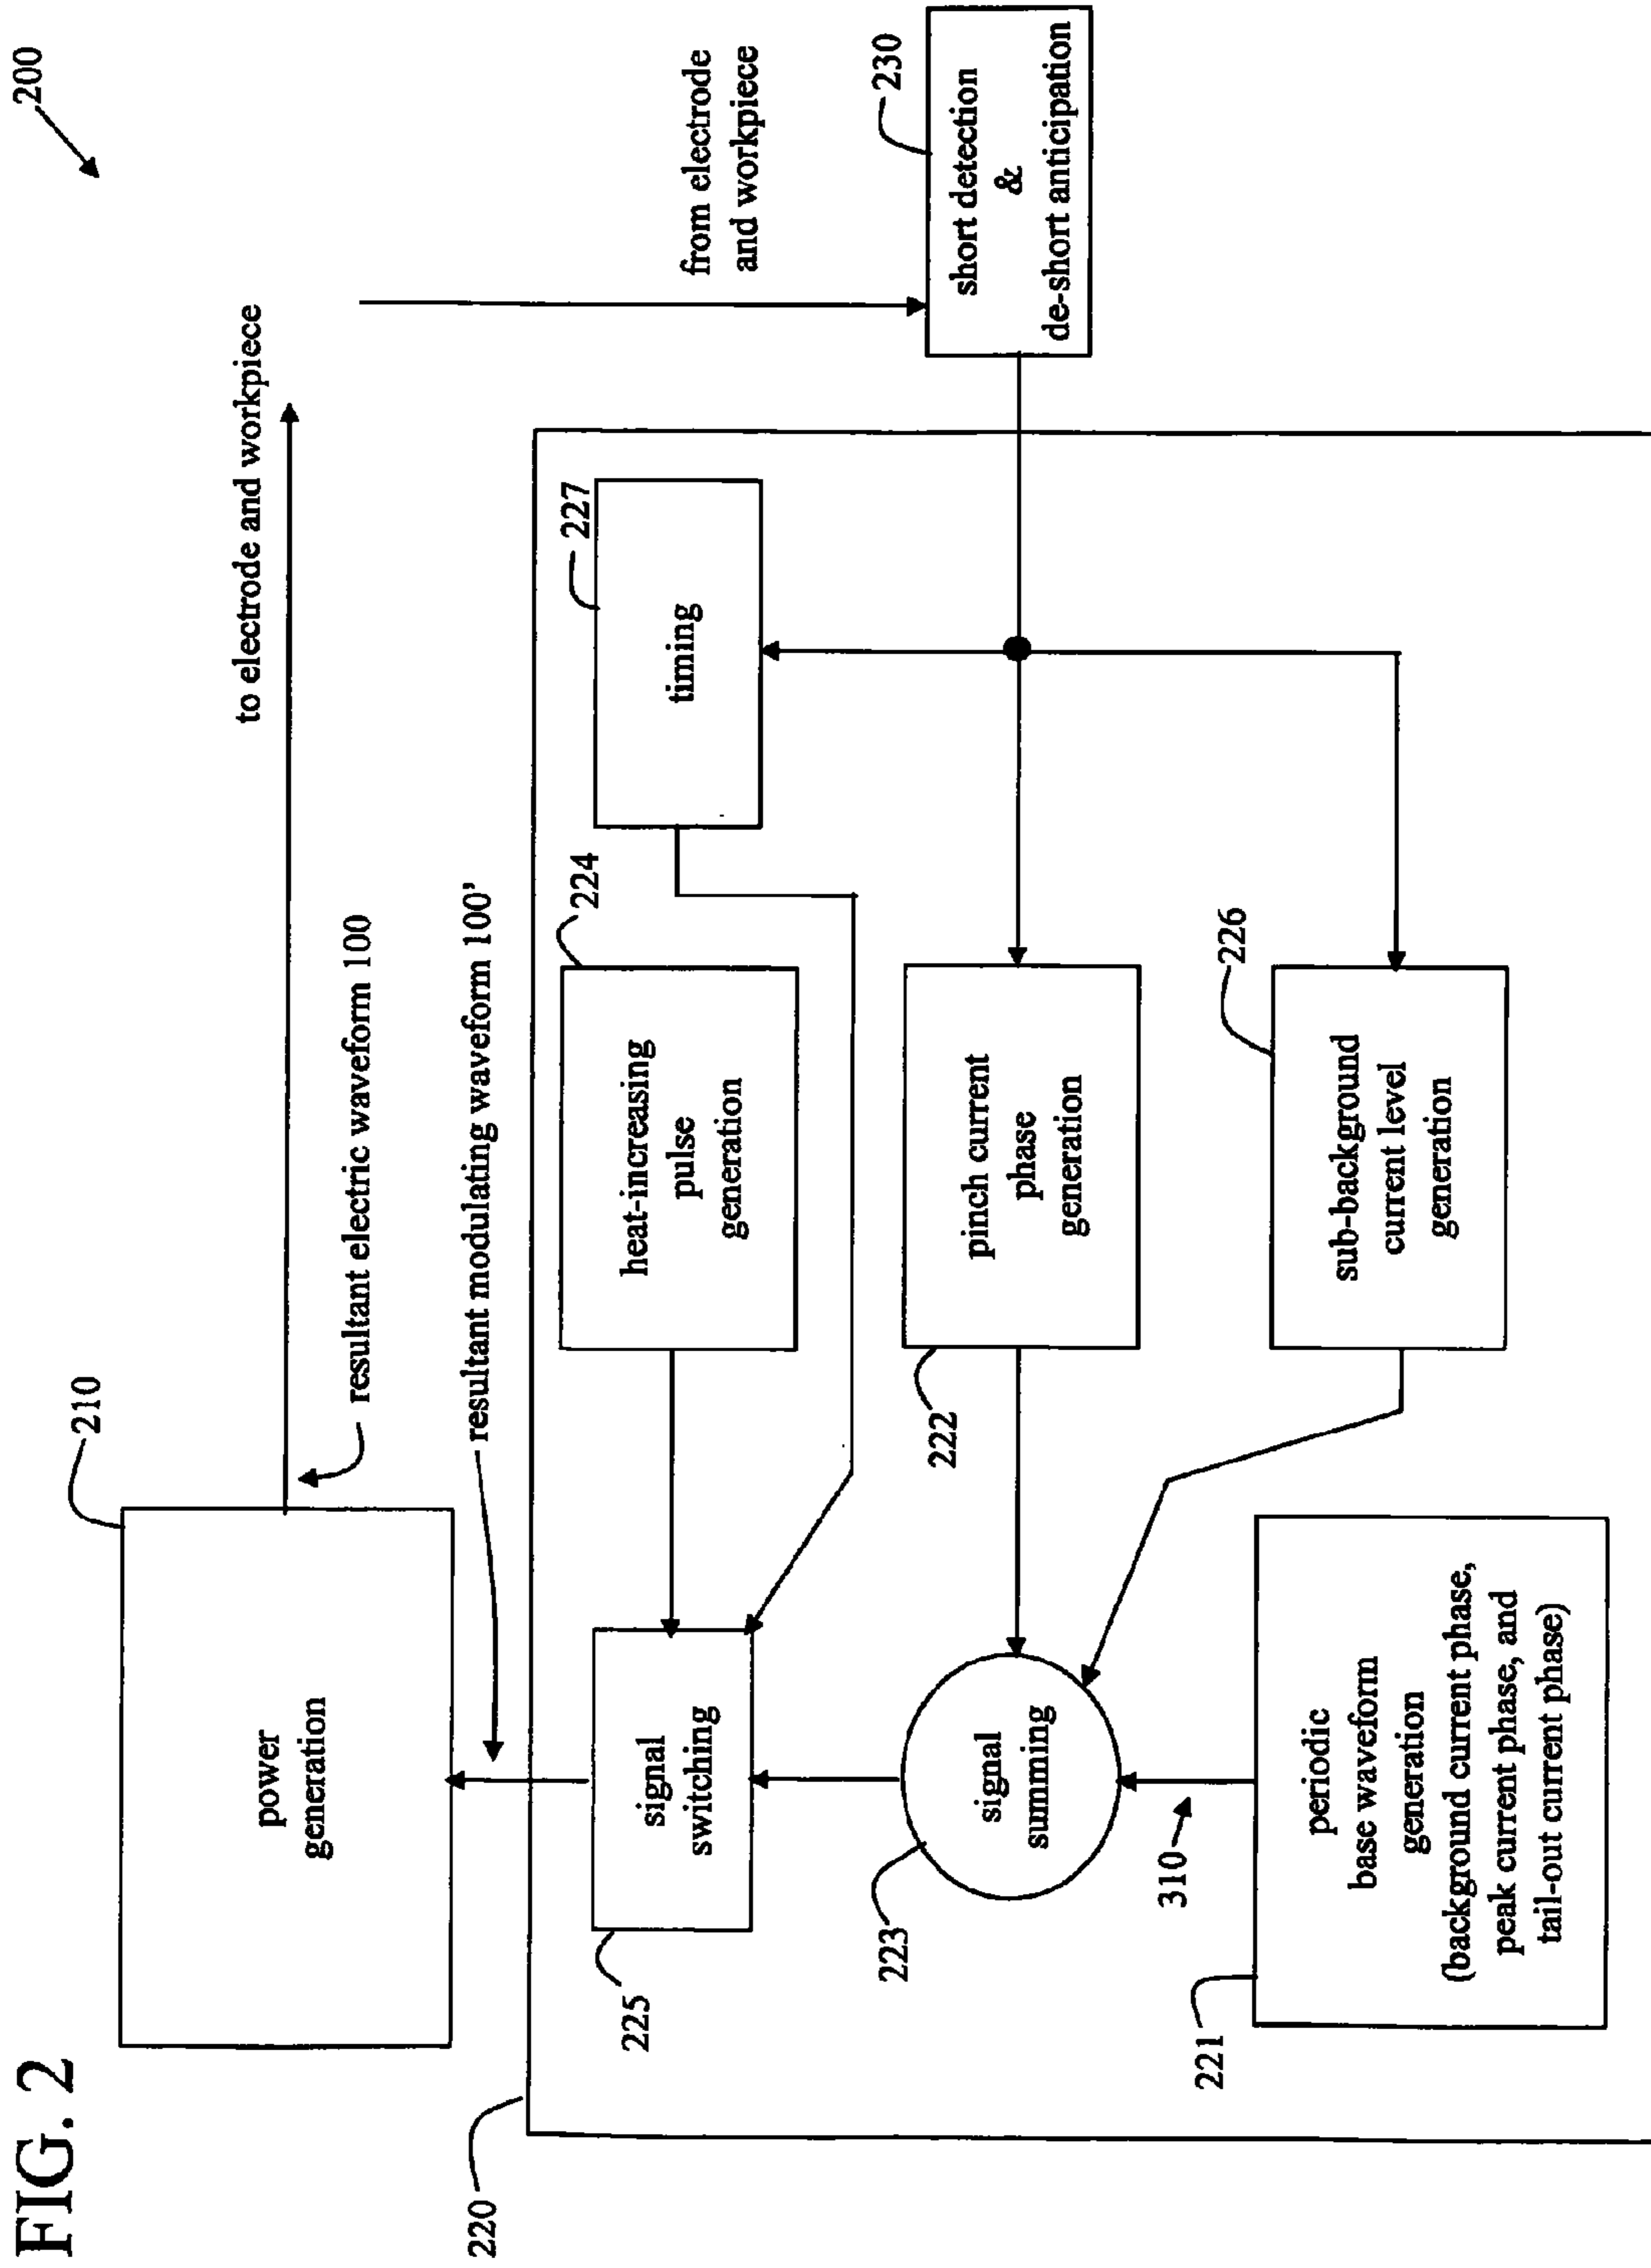 FIG. 2
200
210
power
generation
to electrode and workpiece
resultant electric waveform 100
resultant modulating waveform 100'
from electrode
and workpiece
220
225
signal
switching
224
heat-increasing
pulse
generation
227
timing
230
short detection
&
de-short anticipation
223
signal
summing
222
pinch current
phase
generation
310
226
sub-background
current level
generation
221
periodic
base waveform
generation
(background current phase,
peak current phase, and
tail-out current phase)